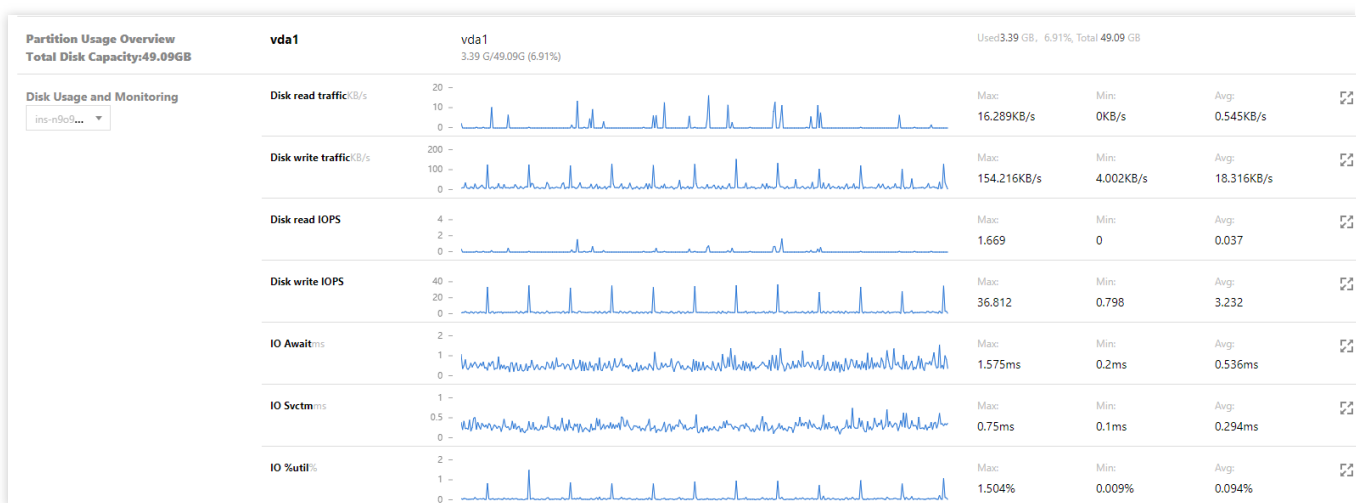 Partition Usage Overview
Total Disk Capacity:49.09GB
vda1
vda1
3.39 G/49.09G (6.91%)
Used3.39 GB, 6.91%, Total 49.09 GB
Disk Usage and Monitoring
ins-n9o9...
Disk read trafficKB/s
20
10
0
Max:
16.289KB/s
Min:
0KB/s
Avg:
0.545KB/s
Disk write trafficKB/s
200
100
0
Max:
154.216KB/s
Min:
4.002KB/s
Avg:
18.316KB/s
Disk read IOPS
4
2
0
Max:
1.669
Min:
0
Avg:
0.037
Disk write IOPS
40
20
0
Max:
36.812
Min:
0.798
Avg:
3.232
IO Awaitms
2
1
0
Max:
1.575ms
Min:
0.2ms
Avg:
0.536ms
IO Svctmms
1
0.5
0
Max:
0.75ms
Min:
0.1ms
Avg:
0.294ms
IO %util%
2
1
0
Max:
1.504%
Min:
0.009%
Avg:
0.094%